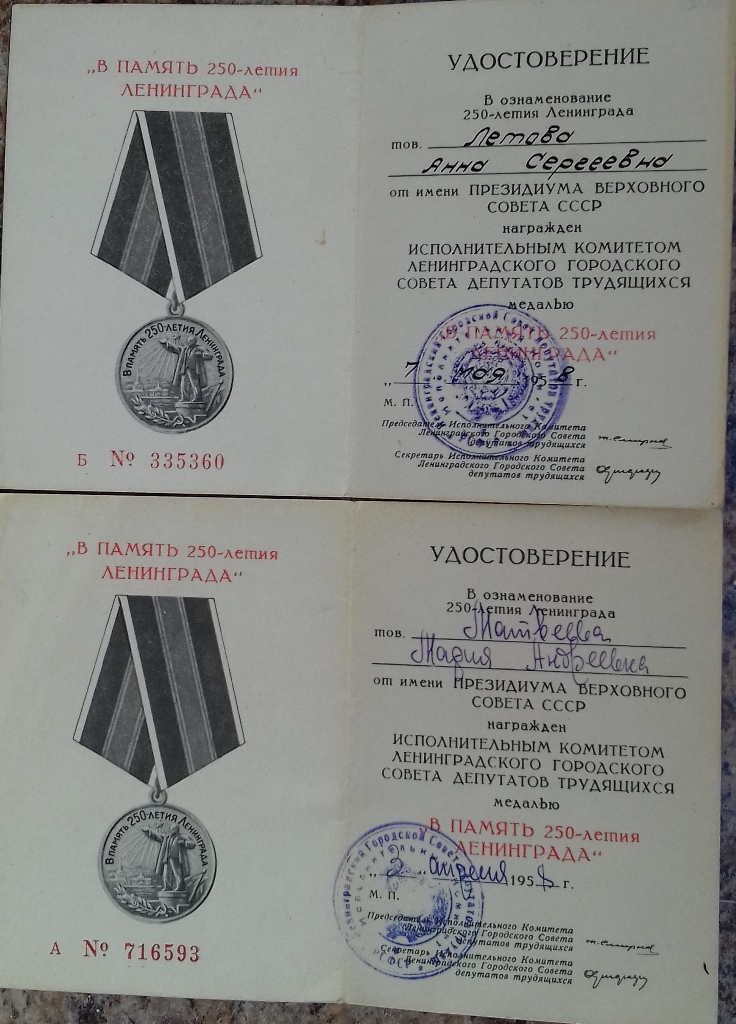 „В ПАМЯТЬ 250-летия
ЛЕНИНГРАДА“
В ПАМЯТЬ 250-ЛЕТИЯ ЛЕНИНГРАДА
Б № 335360
УДОСТОВЕРЕНИЕ
В ознаменование
250-летия Ленинграда
тов. Летова
Анна Сергеевна
от имени ПРЕЗИДИУМА ВЕРХОВНОГО
СОВЕТА СССР
награжден
ИСПОЛНИТЕЛЬНЫМ КОМИТЕТОМ
ЛЕНИНГРАДСКОГО ГОРОДСКОГО
СОВЕТА ДЕПУТАТОВ ТРУДЯЩИХСЯ
медалью
„В ПАМЯТЬ 250-летия
ЛЕНИНГРАДА“
„ 7 “ мая 1958 г.
М. П.
Председатель Исполнительного Комитета
Ленинградского Городского Совета
депутатов трудящихся
Секретарь Исполнительного Комитета
Ленинградского Городского Совета
депутатов трудящихся
„В ПАМЯТЬ 250-летия
ЛЕНИНГРАДА“
В ПАМЯТЬ 250-ЛЕТИЯ ЛЕНИНГРАДА
А № 716593
УДОСТОВЕРЕНИЕ
В ознаменование
250-летия Ленинграда
тов. Матвеева
Мария Андреевна
от имени ПРЕЗИДИУМА ВЕРХОВНОГО
СОВЕТА СССР
награжден
ИСПОЛНИТЕЛЬНЫМ КОМИТЕТОМ
ЛЕНИНГРАДСКОГО ГОРОДСКОГО
СОВЕТА ДЕПУТАТОВ ТРУДЯЩИХСЯ
медалью
„В ПАМЯТЬ 250-летия
ЛЕНИНГРАДА“
„ 2 “ апреля 1958 г.
М. П.
Председатель Исполнительного Комитета
Ленинградского Городского Совета
депутатов трудящихся
Секретарь Исполнительного Комитета
Ленинградского Городского Совета
депутатов трудящихся